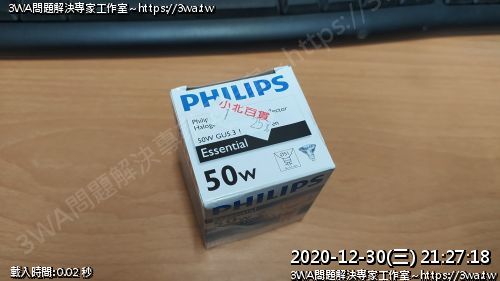 3WA問題解決專家工作室~https://3wa.tw
PHILIPS
小北百貨
Halog
50W GU5.3
Essential
50W
PHILIPS
2020-12-30(三) 21:27:18
載入時間:0.02 秒
3WA問題解決專家工作室~https://3wa.tw